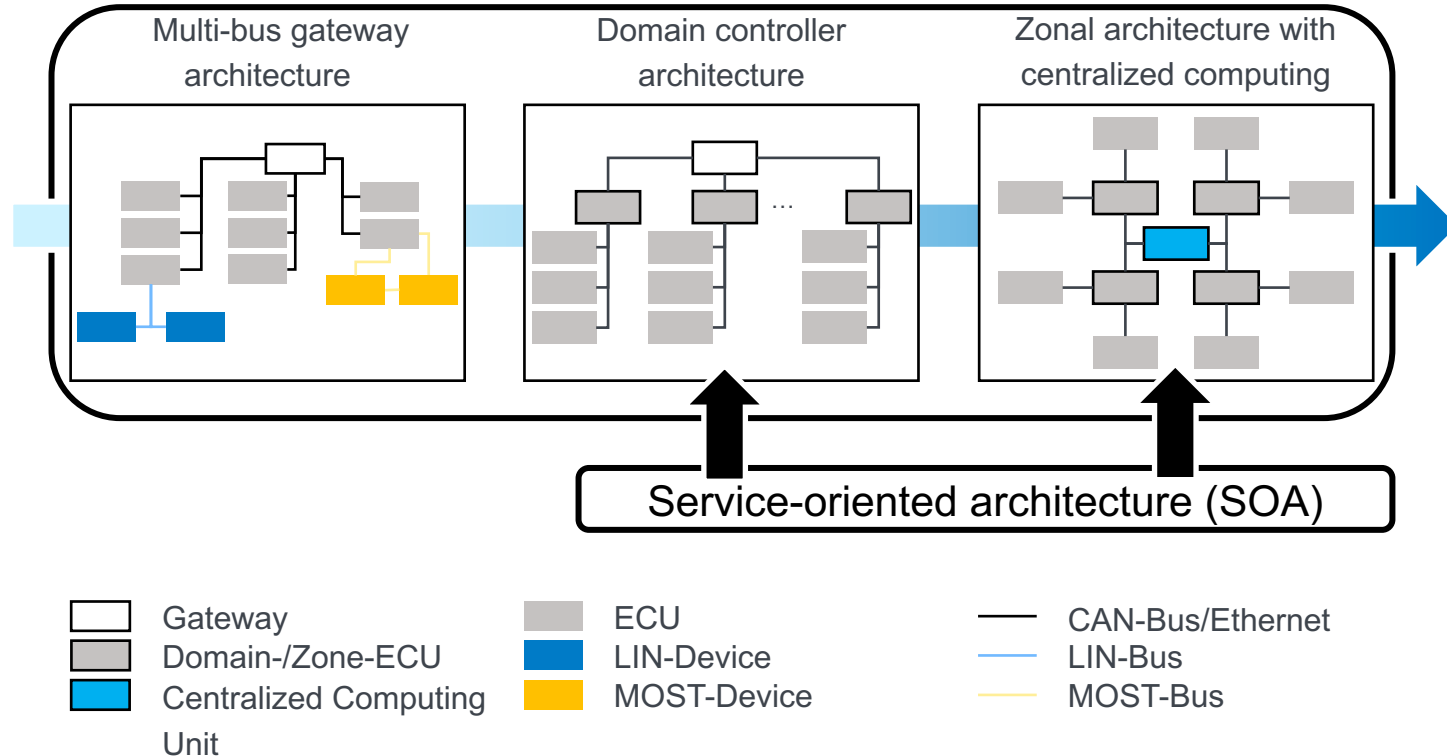 Multi-bus gateway
architecture
Domain controller
architecture
Zonal architecture with
centralized computing
...
Service-oriented architecture (SOA)
Gateway
Domain-/Zone-ECU
Centralized Computing
Unit
ECU
LIN-Device
MOST-Device
CAN-Bus/Ethernet
LIN-Bus
MOST-Bus